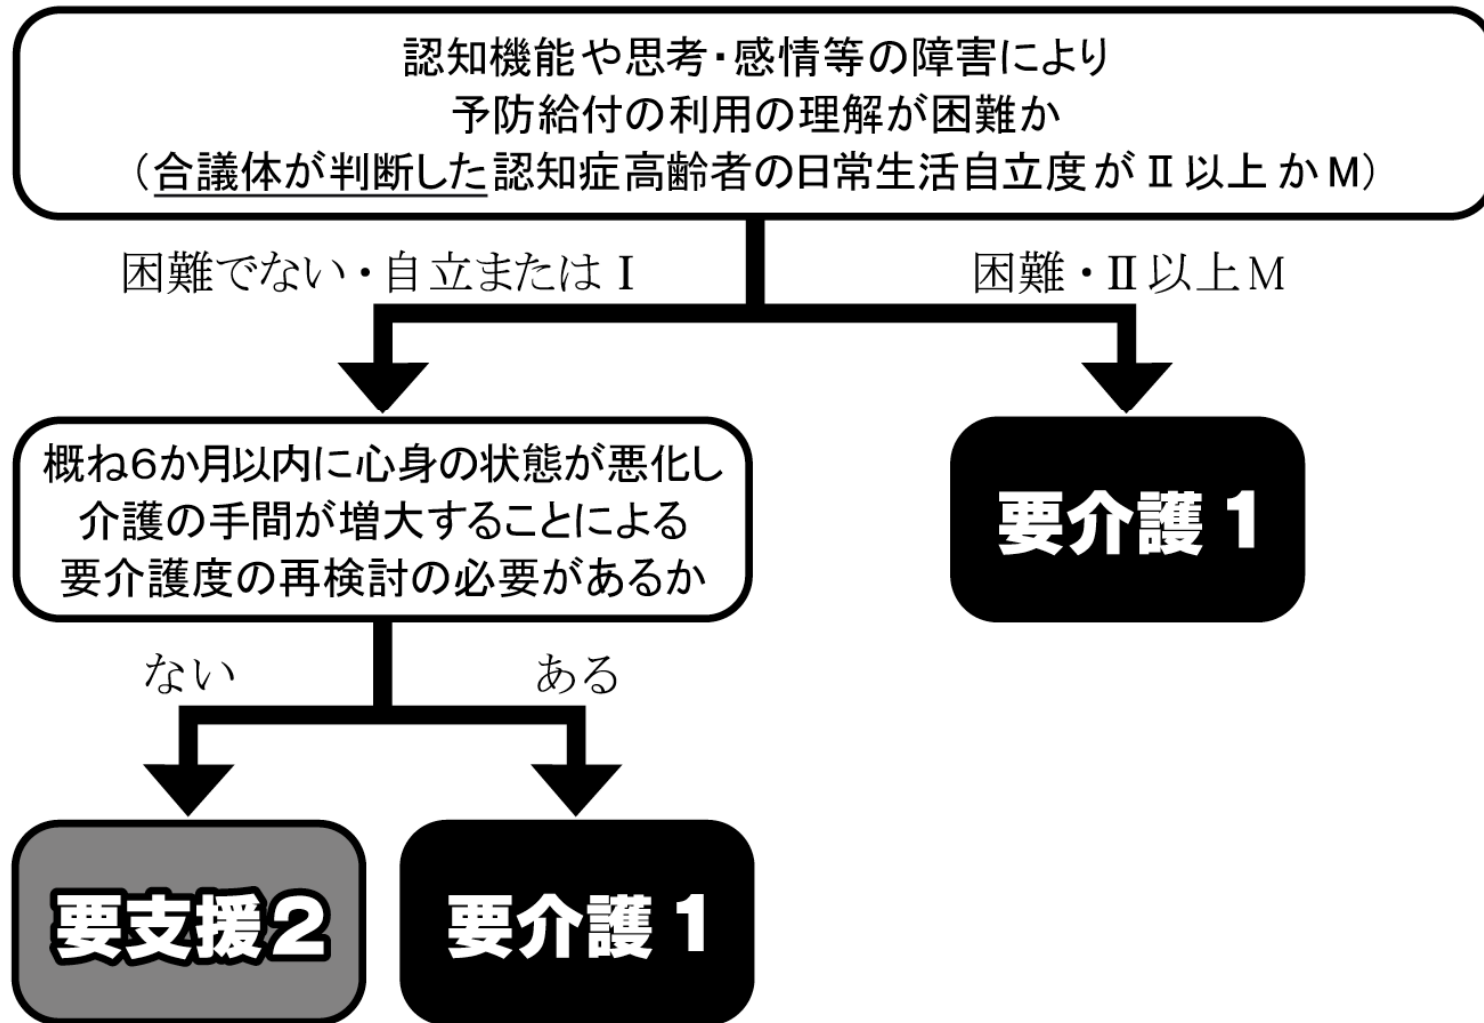 認知機能や思考・感情等の障害により
予防給付の利用の理解が困難か
（合議体が判断した認知症高齢者の日常生活自立度がⅡ以上かM）
困難でない・自立またはⅠ
困難・Ⅱ以上M
概ね６か月以内に心身の状態が悪化し
介護の手間が増大することによる
要介護度の再検討の必要があるか
要介護１
ない
ある
要支援２
要介護１